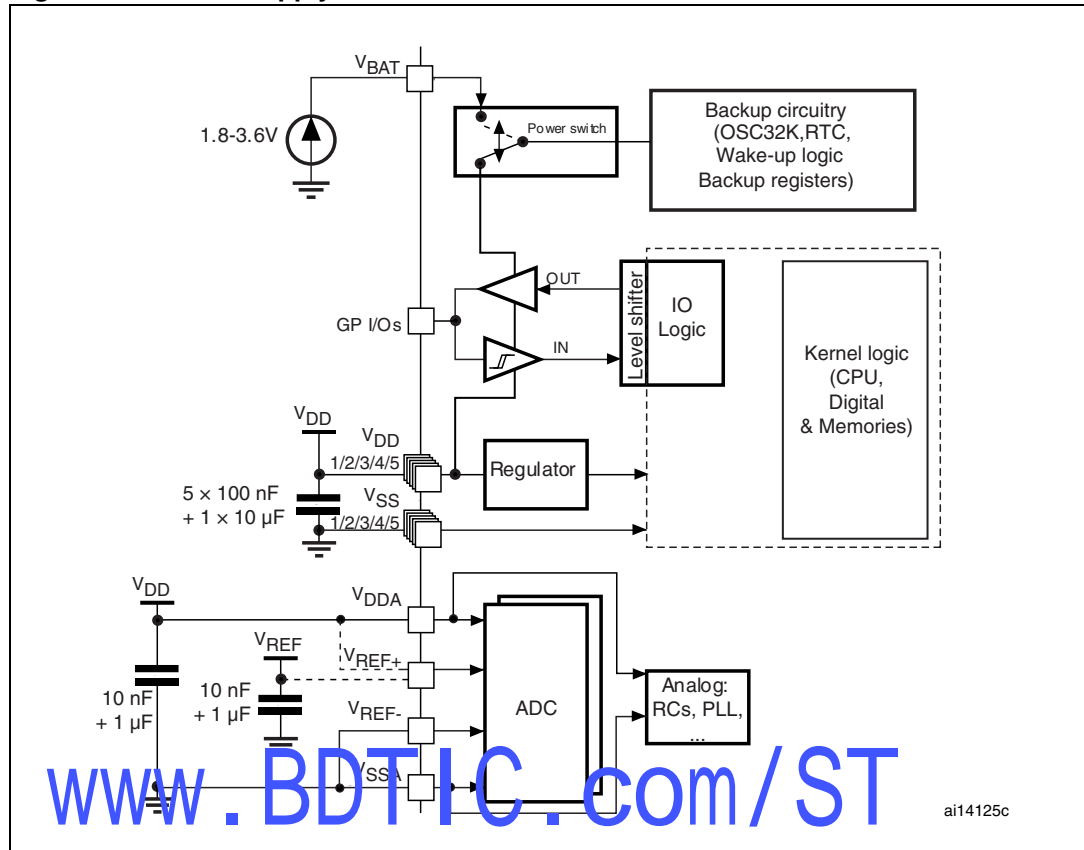 VBAT
1.8-3.6V
Power switch
Backup circuitry
(OSC32K,RTC,
Wake-up logic
Backup registers)
GP I/Os
OUT
IN
Level shifter
IO
Logic
Kernel logic
(CPU,
Digital
& Memories)
VDD
VDD
1/2/3/4/5
Regulator
5 × 100 nF
+ 1 × 10 µF
VSS
1/2/3/4/5
VDD
VDDA
VREF
VREF+
10 nF
+ 1 µF
10 nF
+ 1 µF
VREF-
ADC
Analog:
RCs, PLL,
...
VSSA
www.BDTIC.com/ST
ai14125c